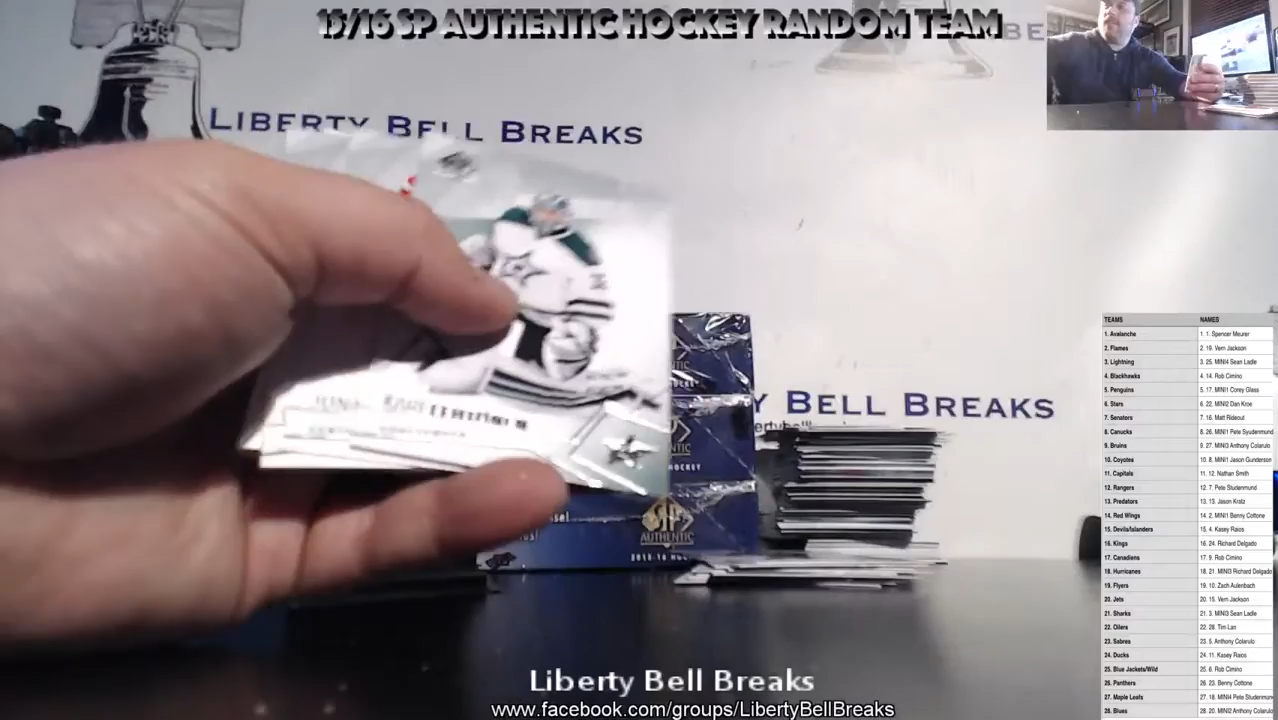 15/16 SP AUTHENTIC HOCKEY RANDOM TEAM
LIBERTY BELL BREAKS
BE
Y BELL BREAKS
AUTHENTIC
HOCKEY
TEAMS NAMES
1. Avalanche 1. 1. Spencer Meurer
2. Flames 2. 19. Vern Jackson
3. Lightning 3. 25. MINI4 Sean Ladle
4. Blackhawks 4. 14. Rob Cimino
5. Penguins 5. 17. MINI1 Corey Glass
6. Stars 6. 22. MINI2 Dan Kroe
7. Senators 7. 16. Matt Rideout
8. Canucks 8. 26. MINI1 Pete Syudenmund
9. Bruins 9. 27. MINI3 Anthony Colarulo
10. Coyotes 10. 8. MINI1 Jason Gunderson
11. Capitals 11. 12. Nathan Smith
12. Rangers 12. 7. Pete Studenmund
13. Predators 13. 13. Jason Kratz
14. Red Wings 14. 2. MINI1 Benny Cottone
15. Devils/Islanders 15. 4. Kasey Raios
16. Kings 16. 24. Richard Delgado
17. Canadiens 17. 9. Rob Cimino
18. Hurricanes 18. 21. MINI3 Richard Delgado
19. Flyers 19. 10. Zach Aulenbach
20. Jets 20. 15. Vern Jackson
21. Sharks 21. 3. MINI3 Sean Ladle
22. Oilers 22. 28. Tim Lan
23. Sabres 23. 5. Anthony Colarulo
24. Ducks 24. 11. Kasey Raios
25. Blue Jackets/Wild 25. 6. Rob Cimino
26. Panthers 26. 23. Benny Cottone
27. Maple Leafs 27. 18. MINI4 Pete Studenmun
28. Blues 28. 20. MINI2 Anthony Colarulo
Liberty Bell Breaks
www.facebook.com/groups/LibertyBellBreaks